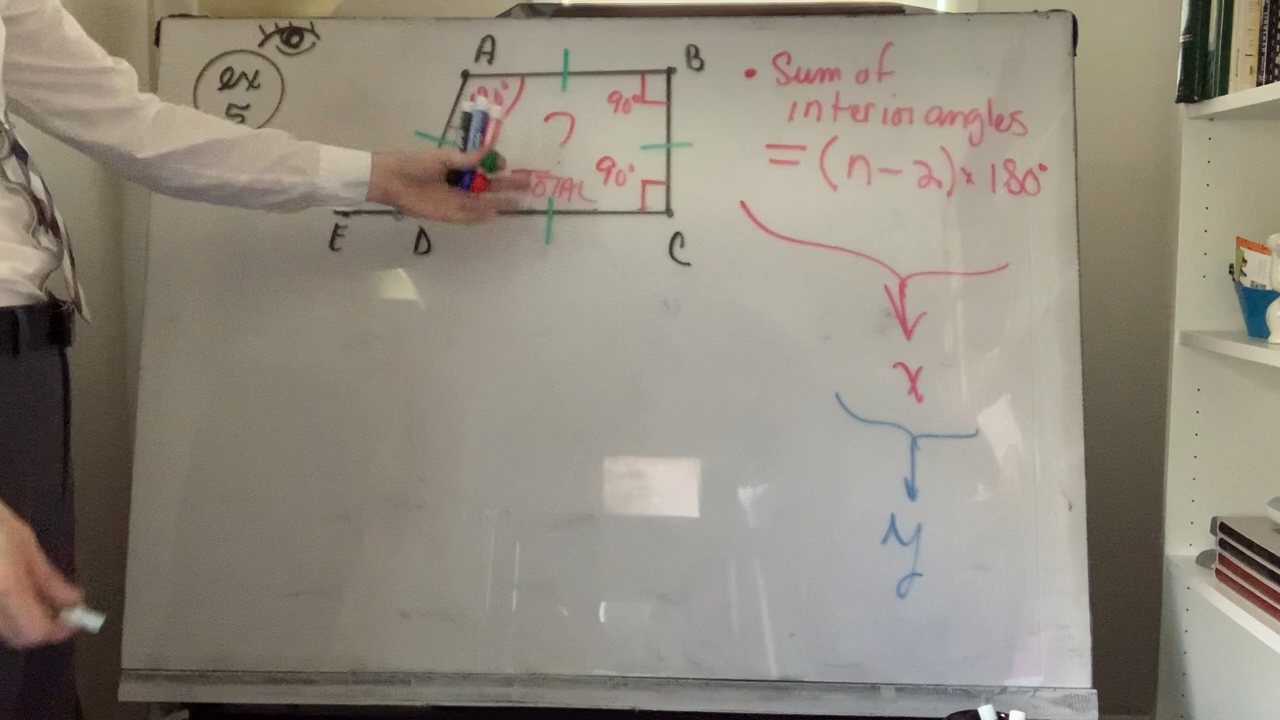 ex
5
A
B
90°
90°
?
TOTAL
E
D
C
• Sum of
interior angles
= (n-2) × 180°
x
y